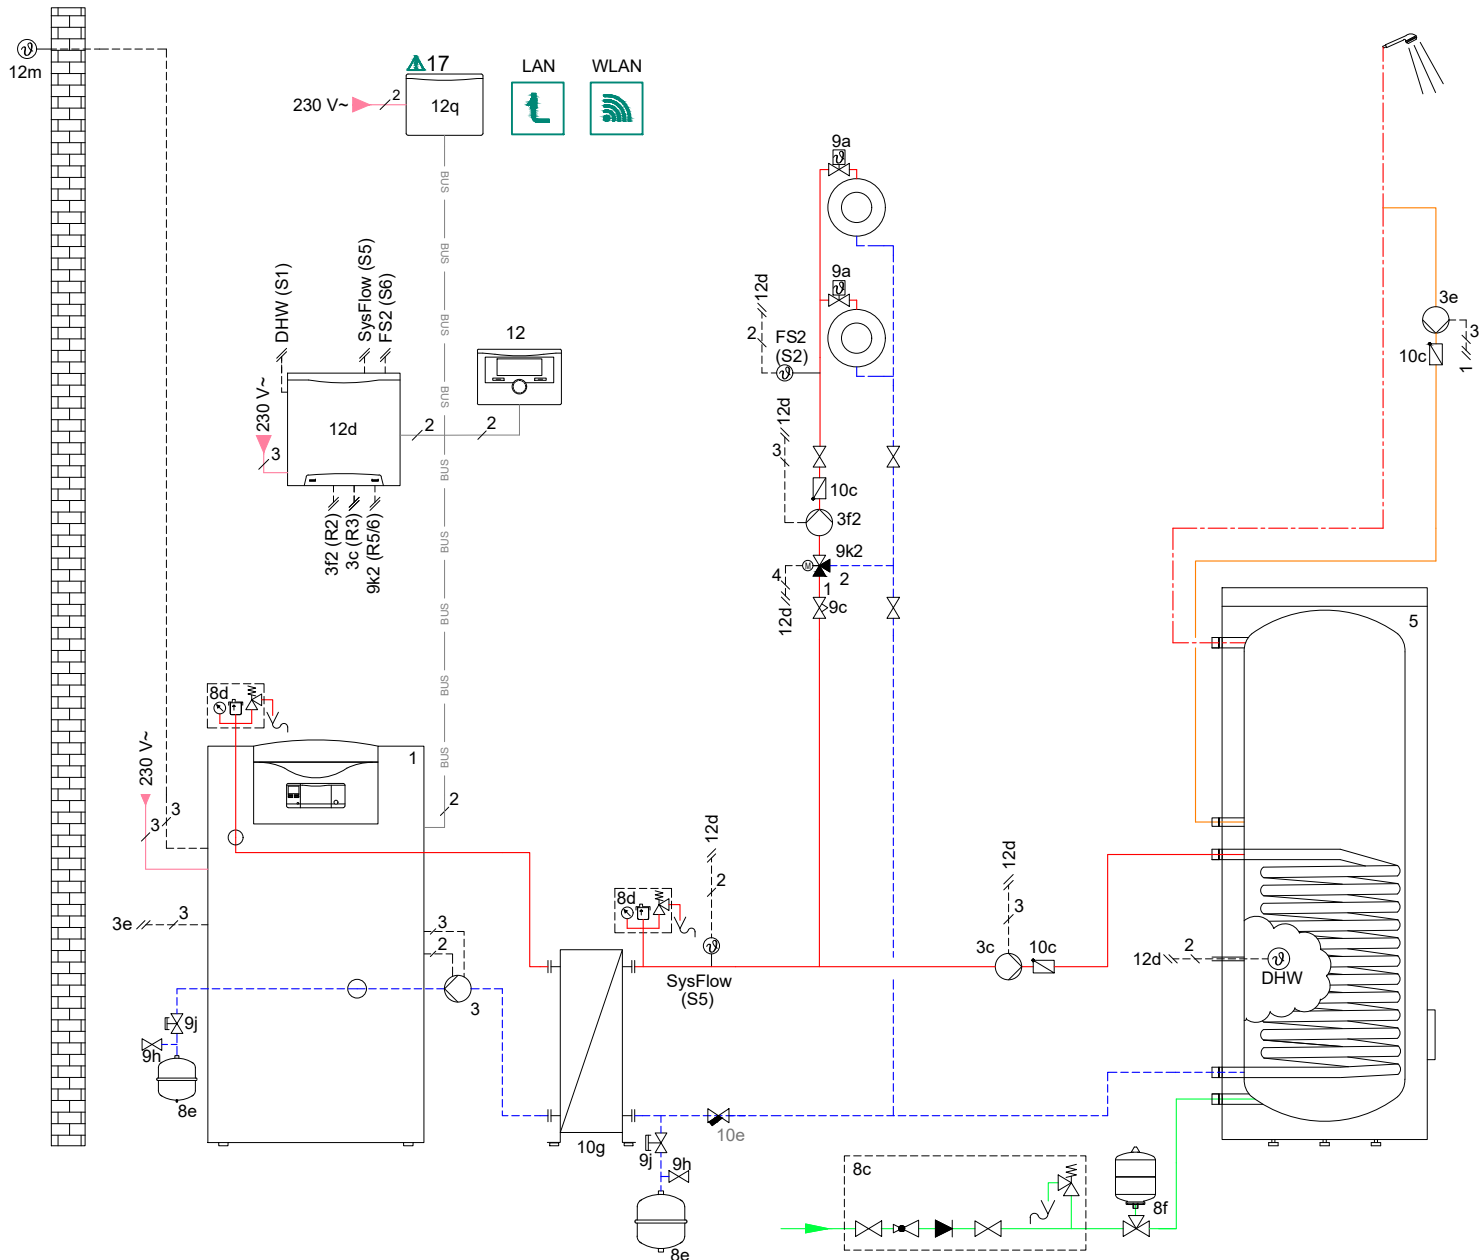 12m
17
LAN
WLAN
230 V~
2
12q
BUS
BUS
BUS
BUS
BUS
BUS
BUS
BUS
9a
9a
DHW (S1)
SysFlow (S5)
FS2 (S6)
12
230 V~
3
12d
2
2
3f2 (R2)
3c (R3)
9k2 (R5/6)
12d
2
FS2
(S2)
12d
3
10c
3f2
9k2
2
4
1
12d
9c
3e
3
10c
1
5
8d
1
230 V~
3
3
2
3e
3
3
2
3
9j
9h
8e
8d
12d
2
SysFlow
(S5)
12d
3
3c
10c
12d
2
DHW
10g
10e
9j
9h
8e
8c
8f